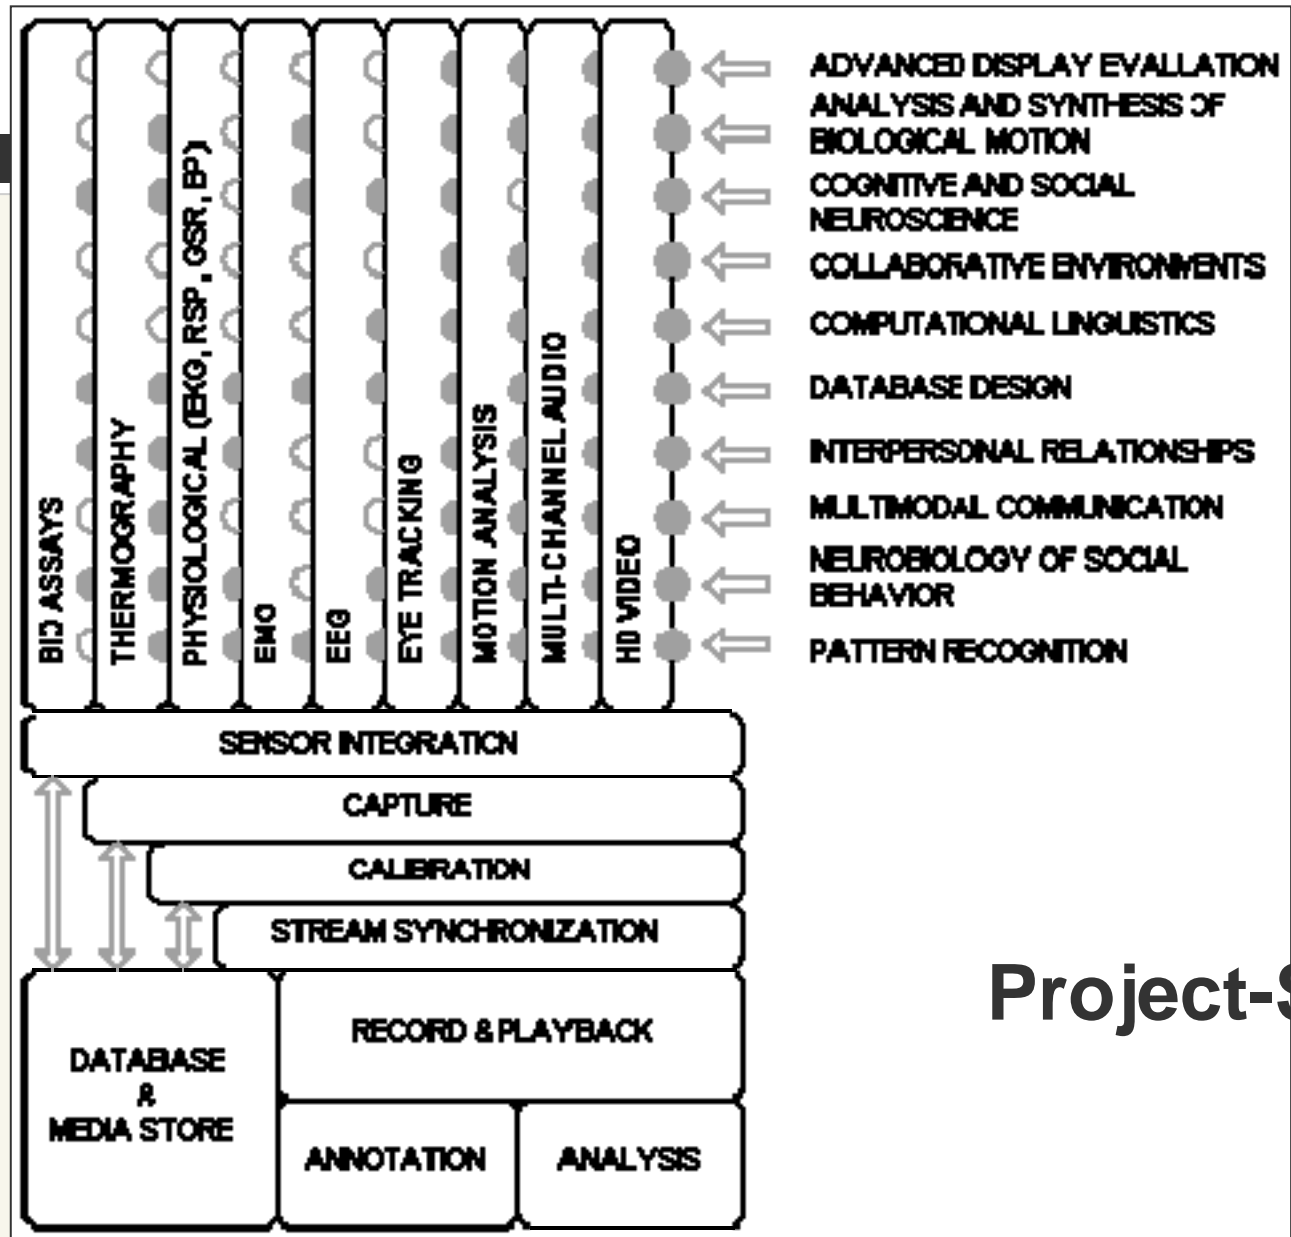 ADVANCED DISPLAY EVALLATION
ANALYSIS AND SYNTHESIS OF
BIOLOGICAL MOTION
COGNITIVE AND SOCIAL
NEUROSCIENCE
COLLABORATIVE ENVIRONMENTS
COMPUTATIONAL LINGUISTICS
DATABASE DESIGN
INTERPERSONAL RELATIONSHIPS
MULTIMODAL COMMUNICATION
NEUROBIOLOGY OF SOCIAL
BEHAVIOR
PATTERN RECOGNITION
BIO ASSAYS
THERMOGRAPHY
PHYSIOLOGICAL (EKG, RSP, GSR, BP)
EMO
EEG
EYE TRACKING
MOTION ANALYSIS
MULTI-CHANNEL AUDIO
HD VIDEO
SENSOR INTEGRATION
CAPTURE
CALIBIRATION
STREAM SYNCHRONIZATION
RECORD & PLAYBACK
DATABASE
&
MEDIA STORE
ANNOTATION
ANALYSIS
Project-S